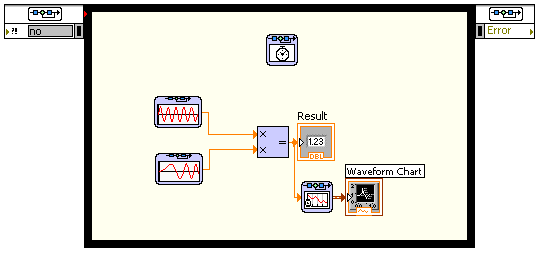 ?!
no
Error
Result
1.23
DBL
Waveform Chart